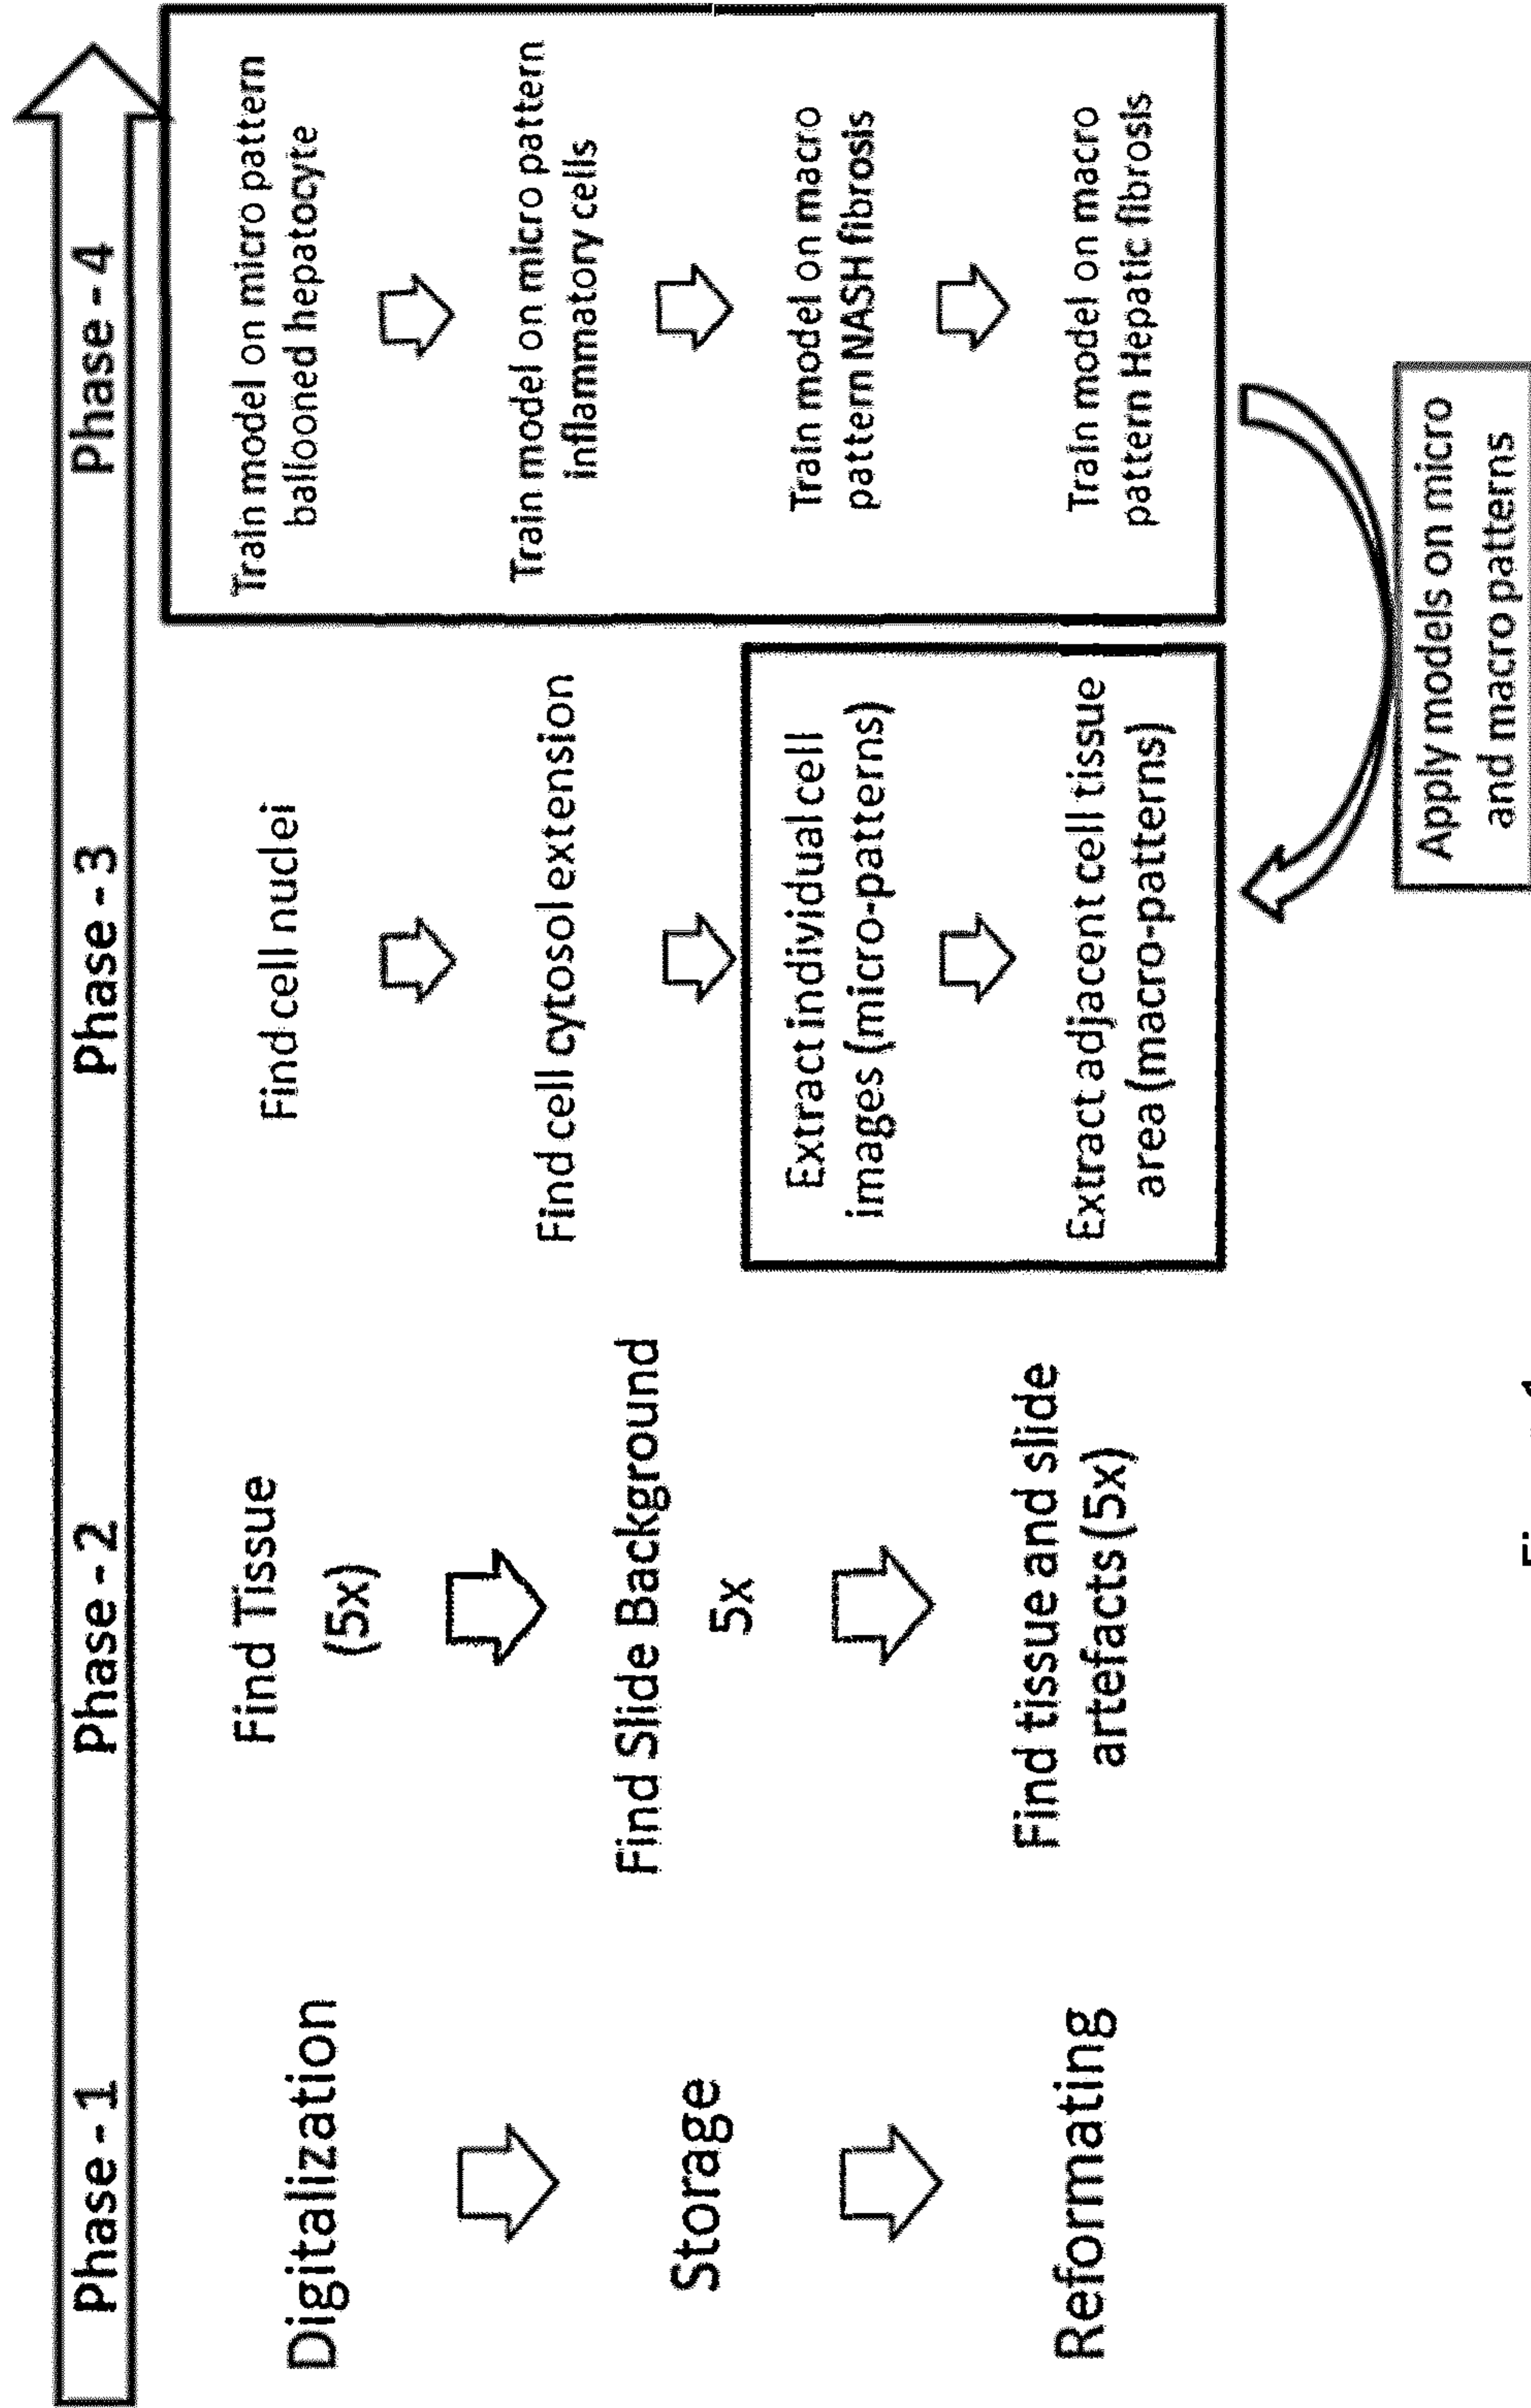 Phase - 1
Phase - 2
Phase - 3
Phase - 4
Digitalization
Storage
Reformating
Find Tissue
(5x)
Find Slide Background
5x
Find tissue and slide
artefacts (5x)
Find cell nuclei
Find cell cytosol extension
Extract individual cell
images (micro-patterns)
Extract adjacent cell tissue
area (macro-patterns)
Train model on micro pattern
ballooned hepatocyte
Train model on micro pattern
inflammatory cells
Train model on macro
pattern NASH fibrosis
Train model on macro
pattern Hepatic fibrosis
Apply models on micro
and macro patterns